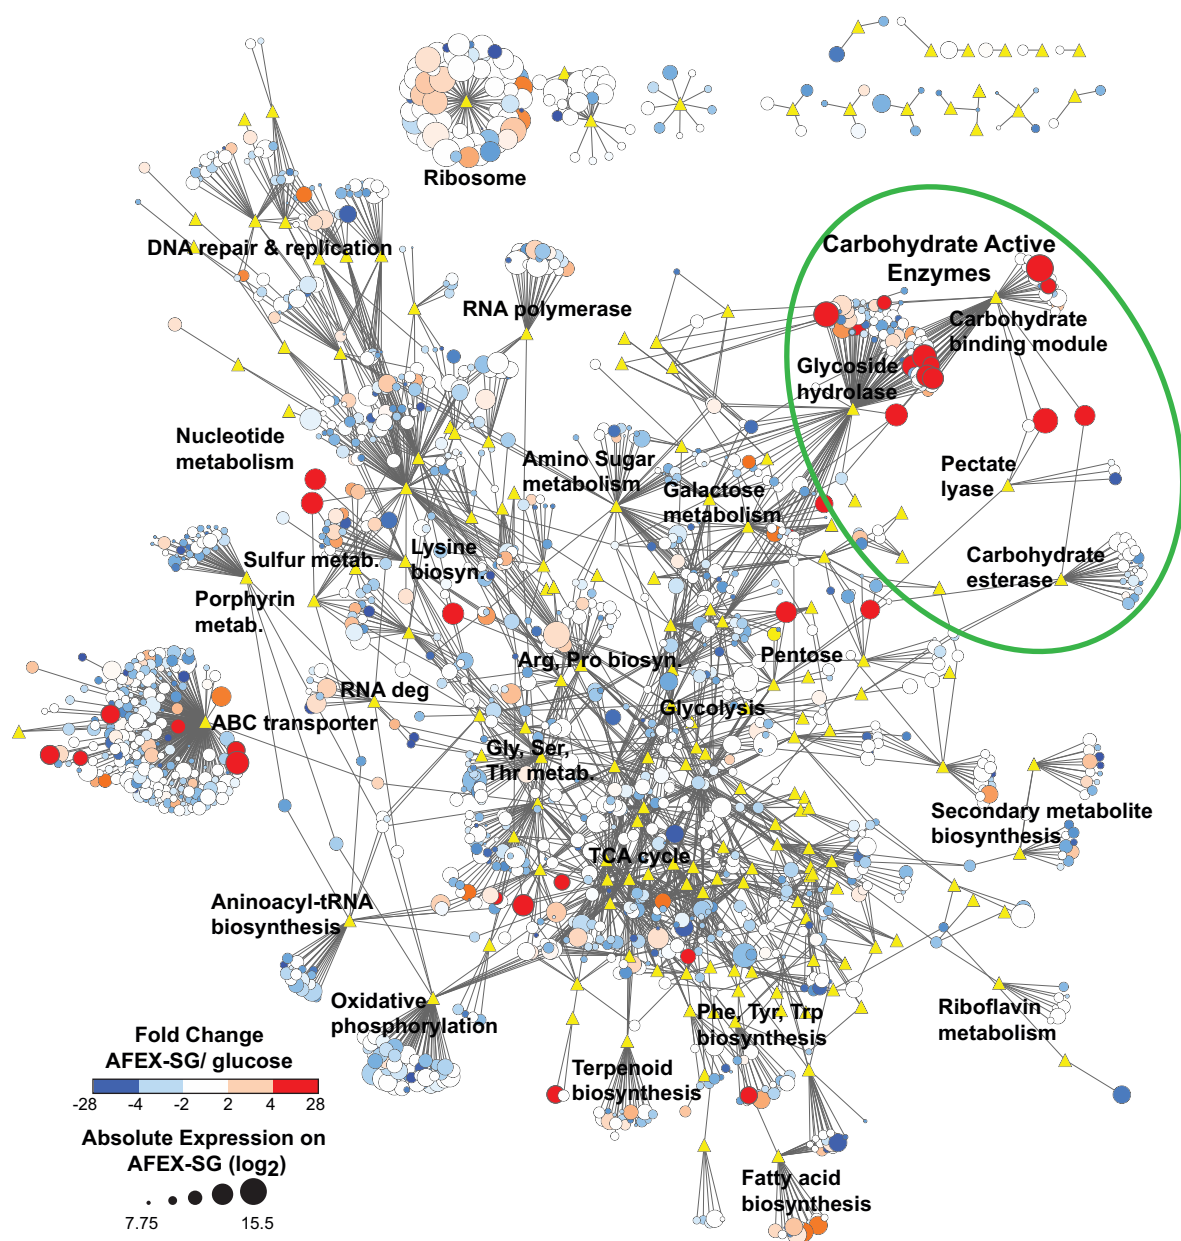 Ribosome
DNA repair & replication
RNA polymerase
Carbohydrate Active
Enzymes
Carbohydrate
binding module
Glycoside
hydrolase
Nucleotide
metabolism
Amino Sugar
metabolism
Galactose
metabolism
Pectate
lyase
Sulfur metab.
Lysine
biosyn.
Carbohydrate
esterase
Porphyrin
metab.
Arg, Pro biosyn.
Pentose
RNA deg
ABC transporter
Glycolysis
Gly, Ser,
Thr metab.
Secondary metabolite
biosynthesis
TCA cycle
Aninoacyl-tRNA
biosynthesis
Oxidative
phosphorylation
Phe, Tyr, Trp
biosynthesis
Riboflavin
metabolism
Terpenoid
biosynthesis
Fatty acid
biosynthesis
Fold Change
AFEX-SG/ glucose
-28 -4 -2 2 4 28
Absolute Expression on
AFEX-SG (log2)
7.75 15.5